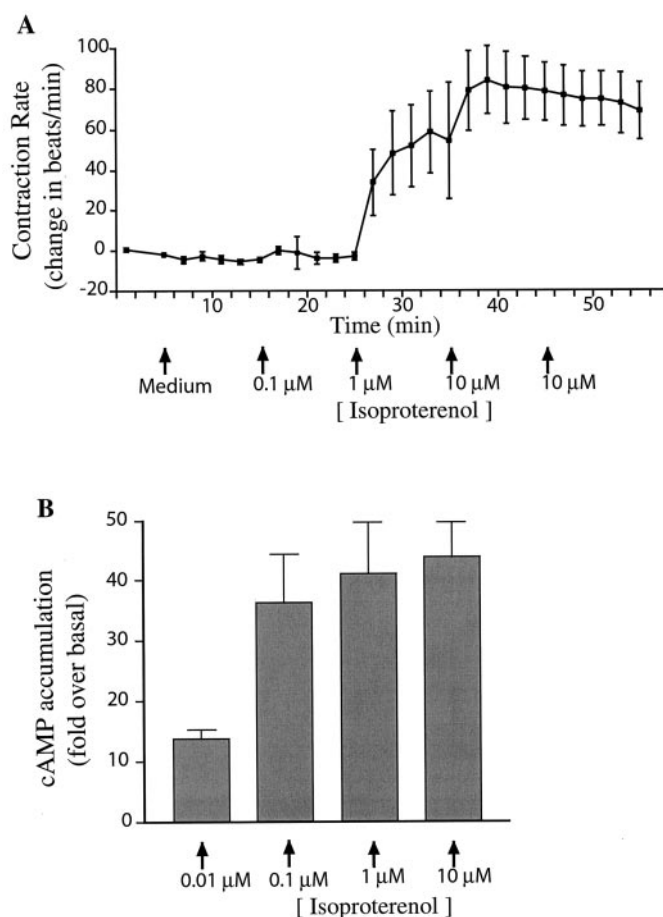 A
Contraction Rate
(change in beats/min)
100
80
60
40
20
0
-20
10 20 30 40 50
Time (min)
Medium 0.1 μM 1 μM 10 μM 10 μM
[ Isoproterenol ]
B
cAMP accumulation
(fold over basal)
50
40
30
20
10
0
0.01 μM 0.1 μM 1 μM 10 μM
[ Isoproterenol ]